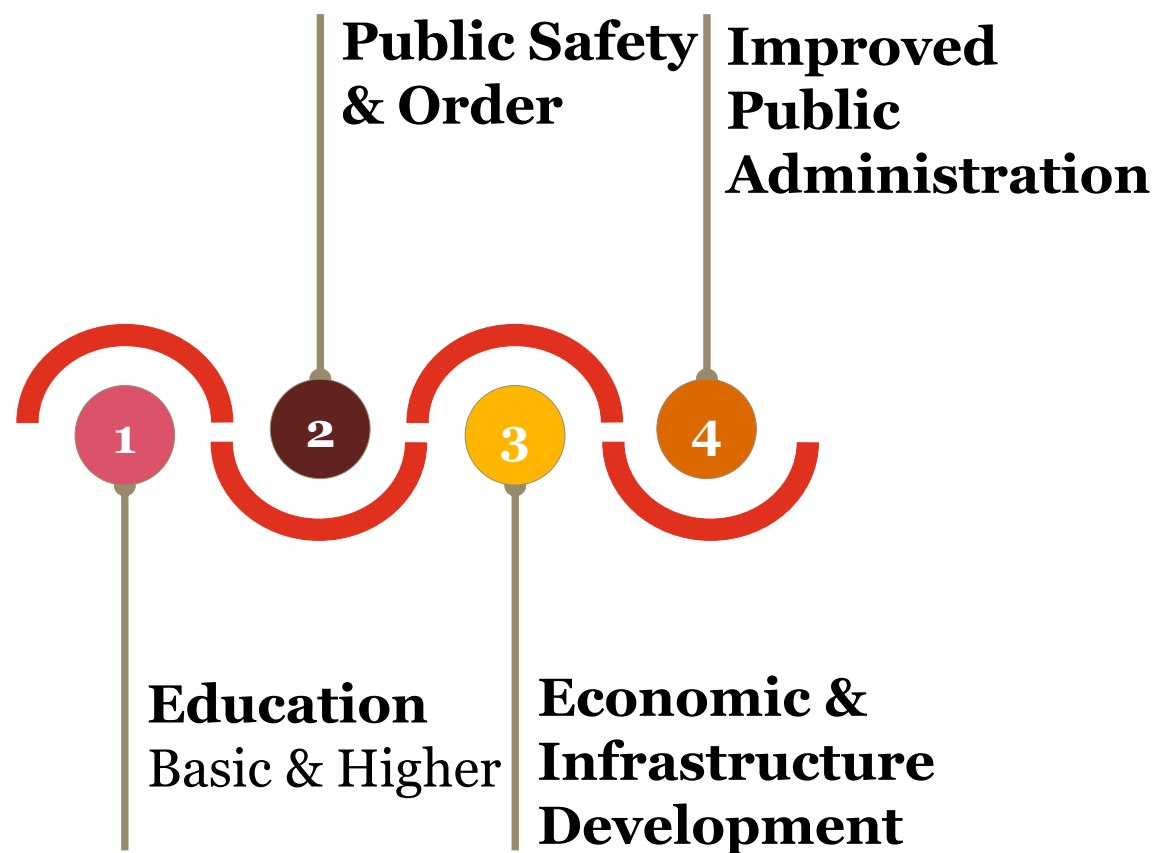 Public Safety
& Order
Improved
Public
Administration
1
2
3
4
Education
Basic & Higher
Economic &
Infrastructure
Development